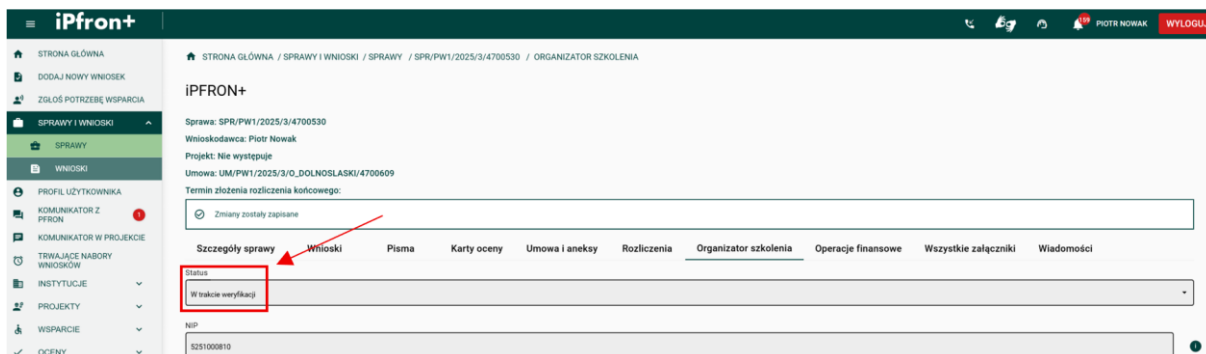 iPfron+
159
PIOTR NOWAK
WYLOGUJ
STRONA GŁÓWNA
DODAJ NOWY WNIOSEK
ZGŁOŚ POTRZEBĘ WSPARCIA
SPRAWY I WNIOSKI
SPRAWY
WNIOSKI
PROFIL UŻYTKOWNIKA
KOMUNIKATOR Z
PFRON
1
KOMUNIKATOR W PROJEKCIE
TRWAJĄCE NABORY
WNIOSKÓW
INSTYTUCJE
PROJEKTY
WSPARCIE
OCENY
STRONA GŁÓWNA / SPRAWY I WNIOSKI / SPRAWY / SPR/PW1/2025/3/4700530 / ORGANIZATOR SZKOLENIA
iPFRON+
Sprawa: SPR/PW1/2025/3/4700530
Wnioskodawca: Piotr Nowak
Projekt: Nie występuje
Umowa: UM/PW1/2025/3/O_DOLNOSLASKI/4700609
Termin złożenia rozliczenia końcowego:
Zmiany zostały zapisane
Szczegóły sprawy Wnioski Pisma Karty oceny Umowa i aneksy Rozliczenia Organizator szkolenia Operacje finansowe Wszystkie załączniki Wiadomości
Status
W trakcie weryfikacji
NIP
5251000810